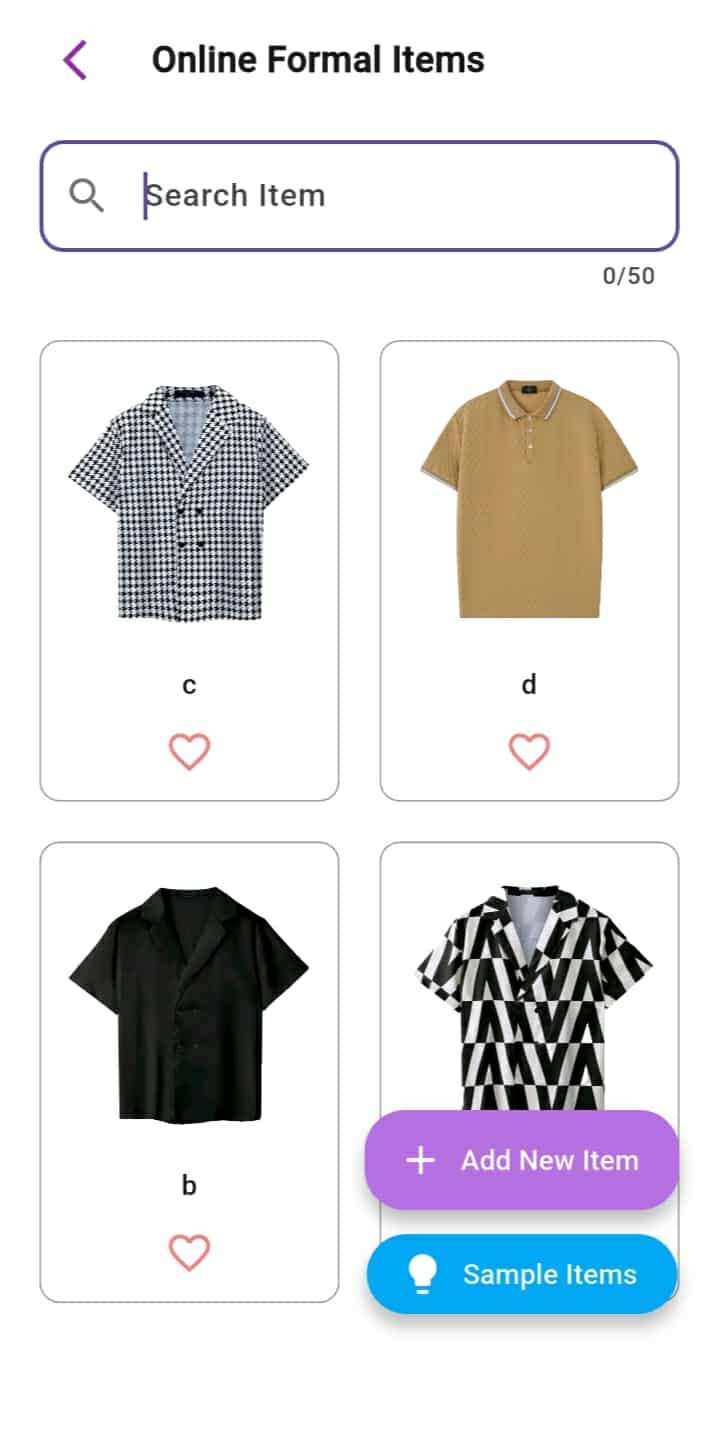 Online Formal Items
Search Item
0/50
c
d
b
Add New Item
Sample Items